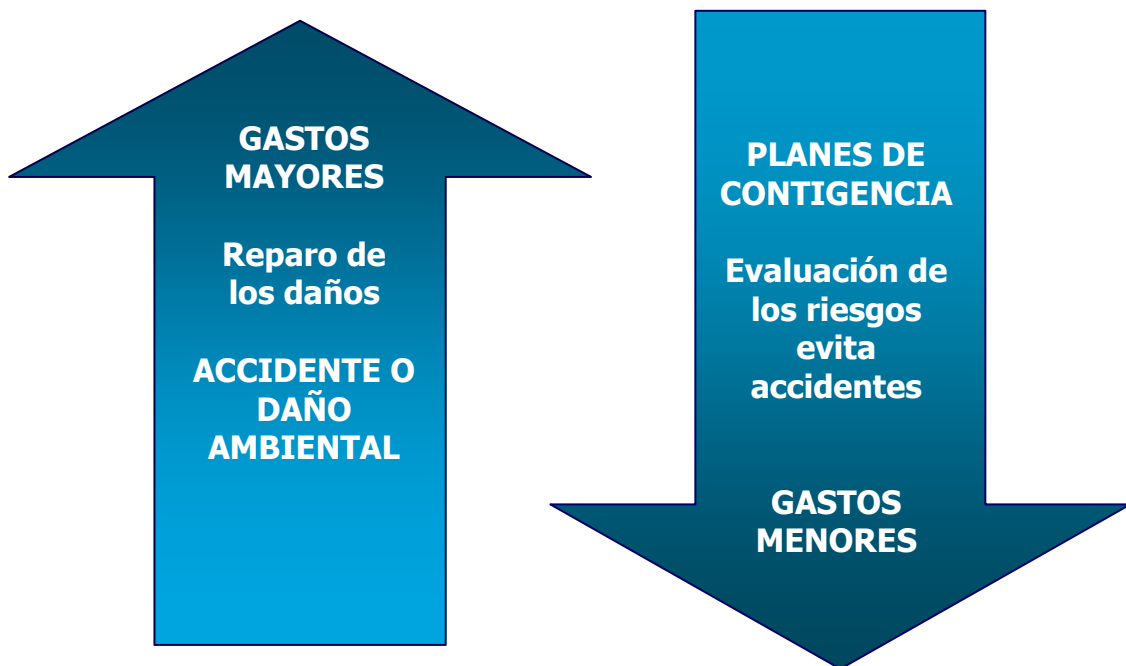 GASTOS
MAYORES
Reparo de
los daños
ACCIDENTE O
DAÑO
AMBIENTAL
PLANES DE
CONTIGENCIA
Evaluación de
los riesgos
evita
accidentes
GASTOS
MENORES